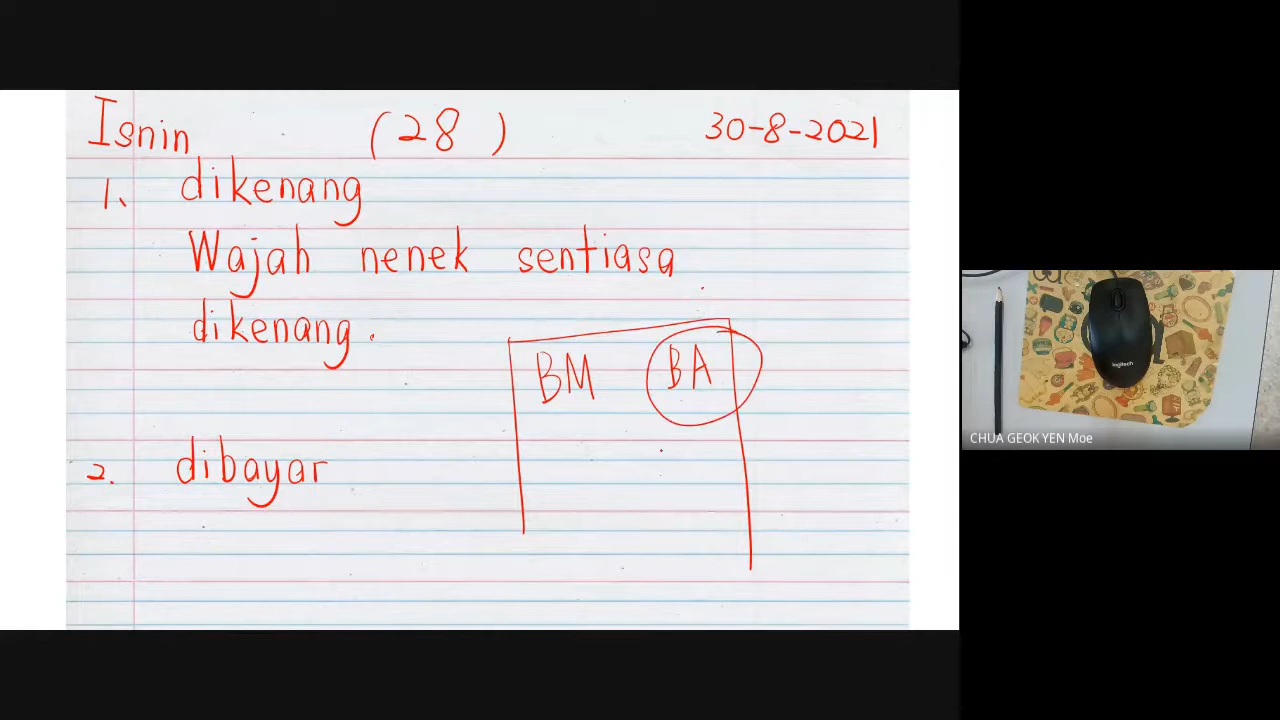 Isnin (28 ) 30-8-2021
1. dikenang
Wajah nenek sentiasa
dikenang.
BM BA
2. dibayar
logitech
CHUA GEOK YEN Moe